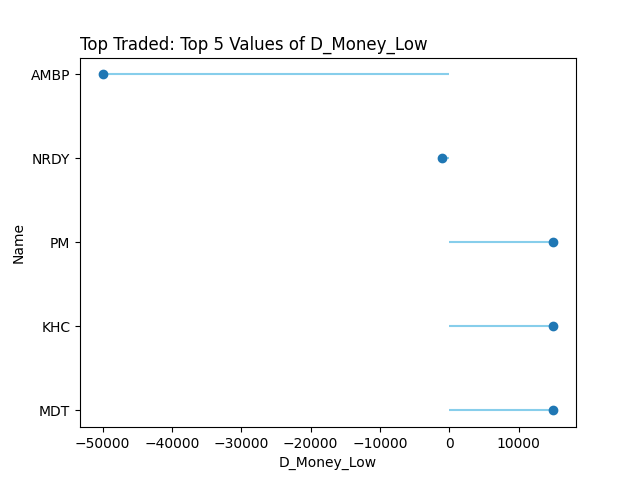 Top Traded: Top 5 Values of D_Money_Low
AMBP
NRDY
PM
KHC
MDT
Name
−50000 −40000 −30000 −20000 −10000 0 10000
D_Money_Low